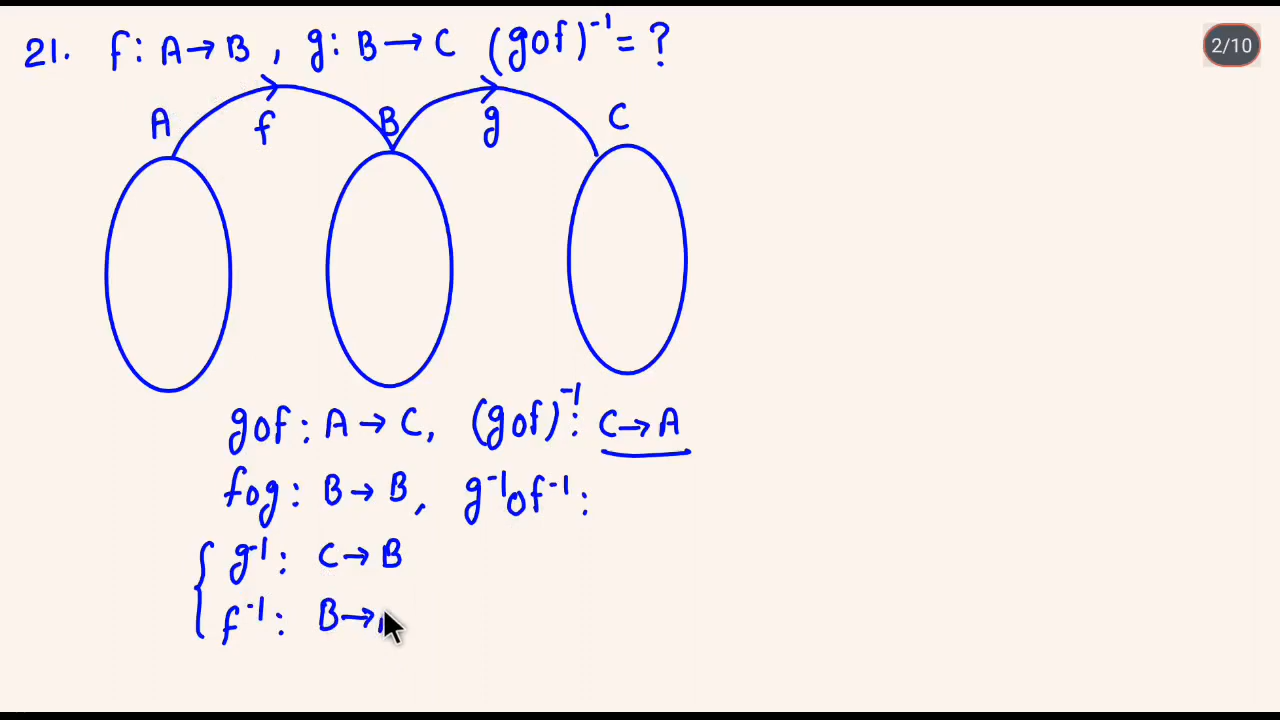 21. f: A→B , g: B→C (gof)⁻¹ = ?
2/10
A f B g C
gof : A → C, (gof)⁻¹: C→A
fog : B → B, g⁻¹of⁻¹ :
g⁻¹ : C→B
f⁻¹ : B→